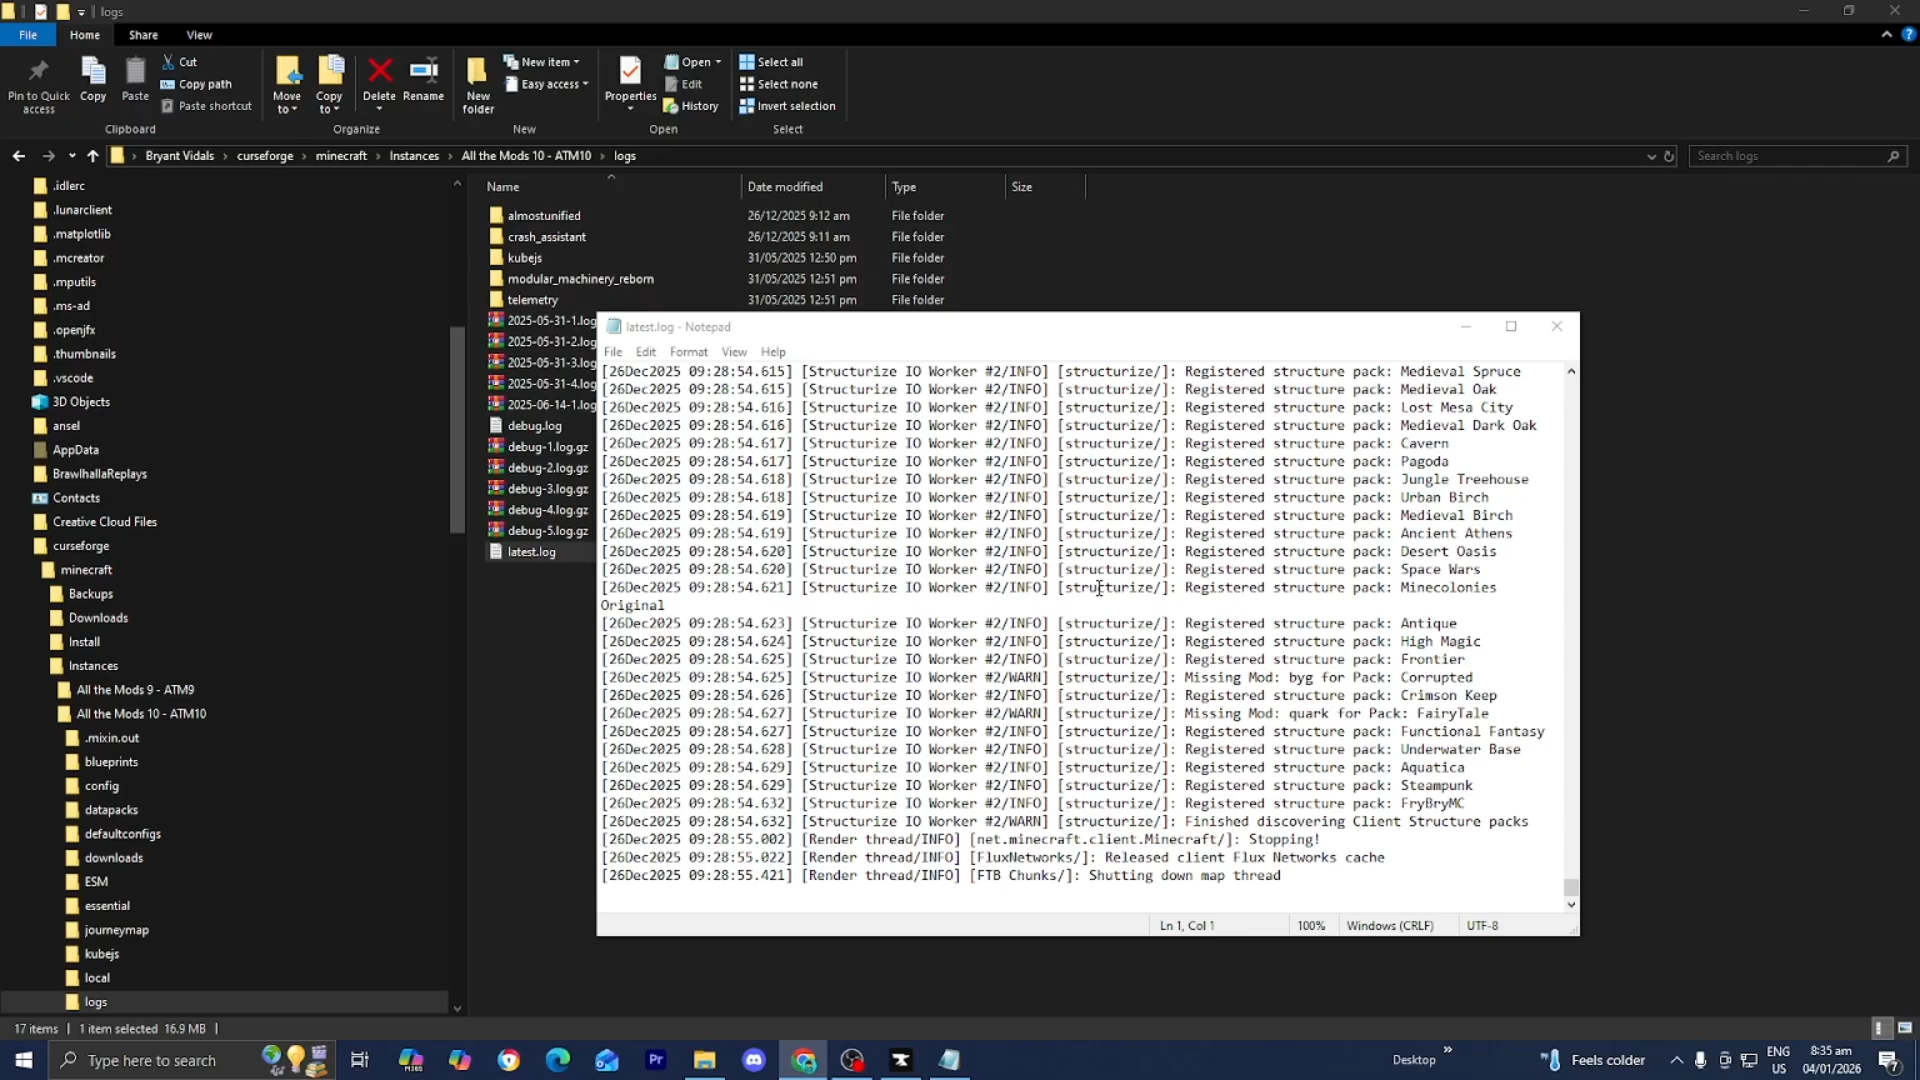 logs
File
Home
Share
View
Pin to Quick
access
Copy
Paste
Cut
Copy path
Paste shortcut
Clipboard
Move
to
Copy
to
Delete
Rename
Organize
New
folder
New item
Easy access
New
Properties
Open
Edit
History
Open
Select all
Select none
Invert selection
Select
Bryant Vidals
curseforge
minecraft
Instances
All the Mods 10 - ATM10
logs
Search logs
.idlerc
.lunarclient
.matplotlib
.mcreator
.mputils
.ms-ad
.openjfx
.thumbnails
.vscode
3D Objects
ansel
AppData
BrawlhallaReplays
Contacts
Creative Cloud Files
curseforge
minecraft
Backups
Downloads
Install
Instances
All the Mods 9 - ATM9
All the Mods 10 - ATM10
.mixin.out
blueprints
config
datapacks
defaultconfigs
downloads
ESM
essential
journeymap
kubejs
local
logs
Name Date modified Type Size
almostunified 26/12/2025 9:12 am File folder
crash_assistant 26/12/2025 9:11 am File folder
kubejs 31/05/2025 12:50 pm File folder
modular_machinery_reborn 31/05/2025 12:51 pm File folder
telemetry 31/05/2025 12:51 pm File folder
2025-05-31-1.log
2025-05-31-2.log
2025-05-31-3.log
2025-05-31-4.log
2025-06-14-1.log
debug.log
debug-1.log.gz
debug-2.log.gz
debug-3.log.gz
debug-4.log.gz
debug-5.log.gz
latest.log
latest.log - Notepad
File Edit Format View Help
[26Dec2025 09:28:54.615] [Structurize IO Worker #2/INFO] [structurize/]: Registered structure pack: Medieval Spruce
[26Dec2025 09:28:54.615] [Structurize IO Worker #2/INFO] [structurize/]: Registered structure pack: Medieval Oak
[26Dec2025 09:28:54.616] [Structurize IO Worker #2/INFO] [structurize/]: Registered structure pack: Lost Mesa City
[26Dec2025 09:28:54.616] [Structurize IO Worker #2/INFO] [structurize/]: Registered structure pack: Medieval Dark Oak
[26Dec2025 09:28:54.617] [Structurize IO Worker #2/INFO] [structurize/]: Registered structure pack: Cavern
[26Dec2025 09:28:54.617] [Structurize IO Worker #2/INFO] [structurize/]: Registered structure pack: Pagoda
[26Dec2025 09:28:54.618] [Structurize IO Worker #2/INFO] [structurize/]: Registered structure pack: Jungle Treehouse
[26Dec2025 09:28:54.618] [Structurize IO Worker #2/INFO] [structurize/]: Registered structure pack: Urban Birch
[26Dec2025 09:28:54.619] [Structurize IO Worker #2/INFO] [structurize/]: Registered structure pack: Medieval Birch
[26Dec2025 09:28:54.619] [Structurize IO Worker #2/INFO] [structurize/]: Registered structure pack: Ancient Athens
[26Dec2025 09:28:54.620] [Structurize IO Worker #2/INFO] [structurize/]: Registered structure pack: Desert Oasis
[26Dec2025 09:28:54.620] [Structurize IO Worker #2/INFO] [structurize/]: Registered structure pack: Space Wars
[26Dec2025 09:28:54.621] [Structurize IO Worker #2/INFO] [structurize/]: Registered structure pack: Minecolonies
Original
[26Dec2025 09:28:54.623] [Structurize IO Worker #2/INFO] [structurize/]: Registered structure pack: Antique
[26Dec2025 09:28:54.624] [Structurize IO Worker #2/INFO] [structurize/]: Registered structure pack: High Magic
[26Dec2025 09:28:54.625] [Structurize IO Worker #2/INFO] [structurize/]: Registered structure pack: Frontier
[26Dec2025 09:28:54.625] [Structurize IO Worker #2/WARN] [structurize/]: Missing Mod: byg for Pack: Corrupted
[26Dec2025 09:28:54.626] [Structurize IO Worker #2/INFO] [structurize/]: Registered structure pack: Crimson Keep
[26Dec2025 09:28:54.627] [Structurize IO Worker #2/WARN] [structurize/]: Missing Mod: quark for Pack: FairyTale
[26Dec2025 09:28:54.627] [Structurize IO Worker #2/INFO] [structurize/]: Registered structure pack: Functional Fantasy
[26Dec2025 09:28:54.628] [Structurize IO Worker #2/INFO] [structurize/]: Registered structure pack: Underwater Base
[26Dec2025 09:28:54.629] [Structurize IO Worker #2/INFO] [structurize/]: Registered structure pack: Aquatica
[26Dec2025 09:28:54.629] [Structurize IO Worker #2/INFO] [structurize/]: Registered structure pack: Steampunk
[26Dec2025 09:28:54.632] [Structurize IO Worker #2/INFO] [structurize/]: Registered structure pack: FryBryMC
[26Dec2025 09:28:54.632] [Structurize IO Worker #2/WARN] [structurize/]: Finished discovering Client Structure packs
[26Dec2025 09:28:55.002] [Render thread/INFO] [net.minecraft.client.Minecraft/]: Stopping!
[26Dec2025 09:28:55.022] [Render thread/INFO] [FluxNetworks/]: Released client Flux Networks cache
[26Dec2025 09:28:55.421] [Render thread/INFO] [FTB Chunks/]: Shutting down map thread
Ln 1, Col 1 100% Windows (CRLF) UTF-8
17 items 1 item selected 16.9 MB
Type here to search
M365
Pr
Desktop
Feels colder
ENG
US
8:35 am
04/01/2026
7